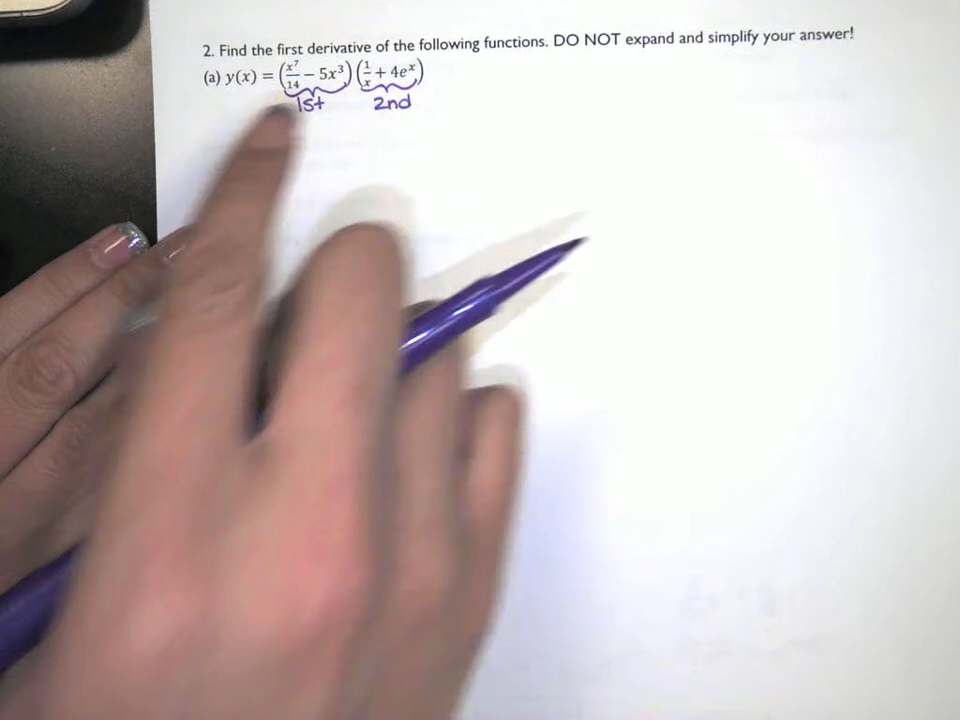 2. Find the first derivative of the following functions. DO NOT expand and simplify your answer!
(a) y(x) = (x⁷/14 − 5x³)(1/x + 4eˣ)
1st 2nd